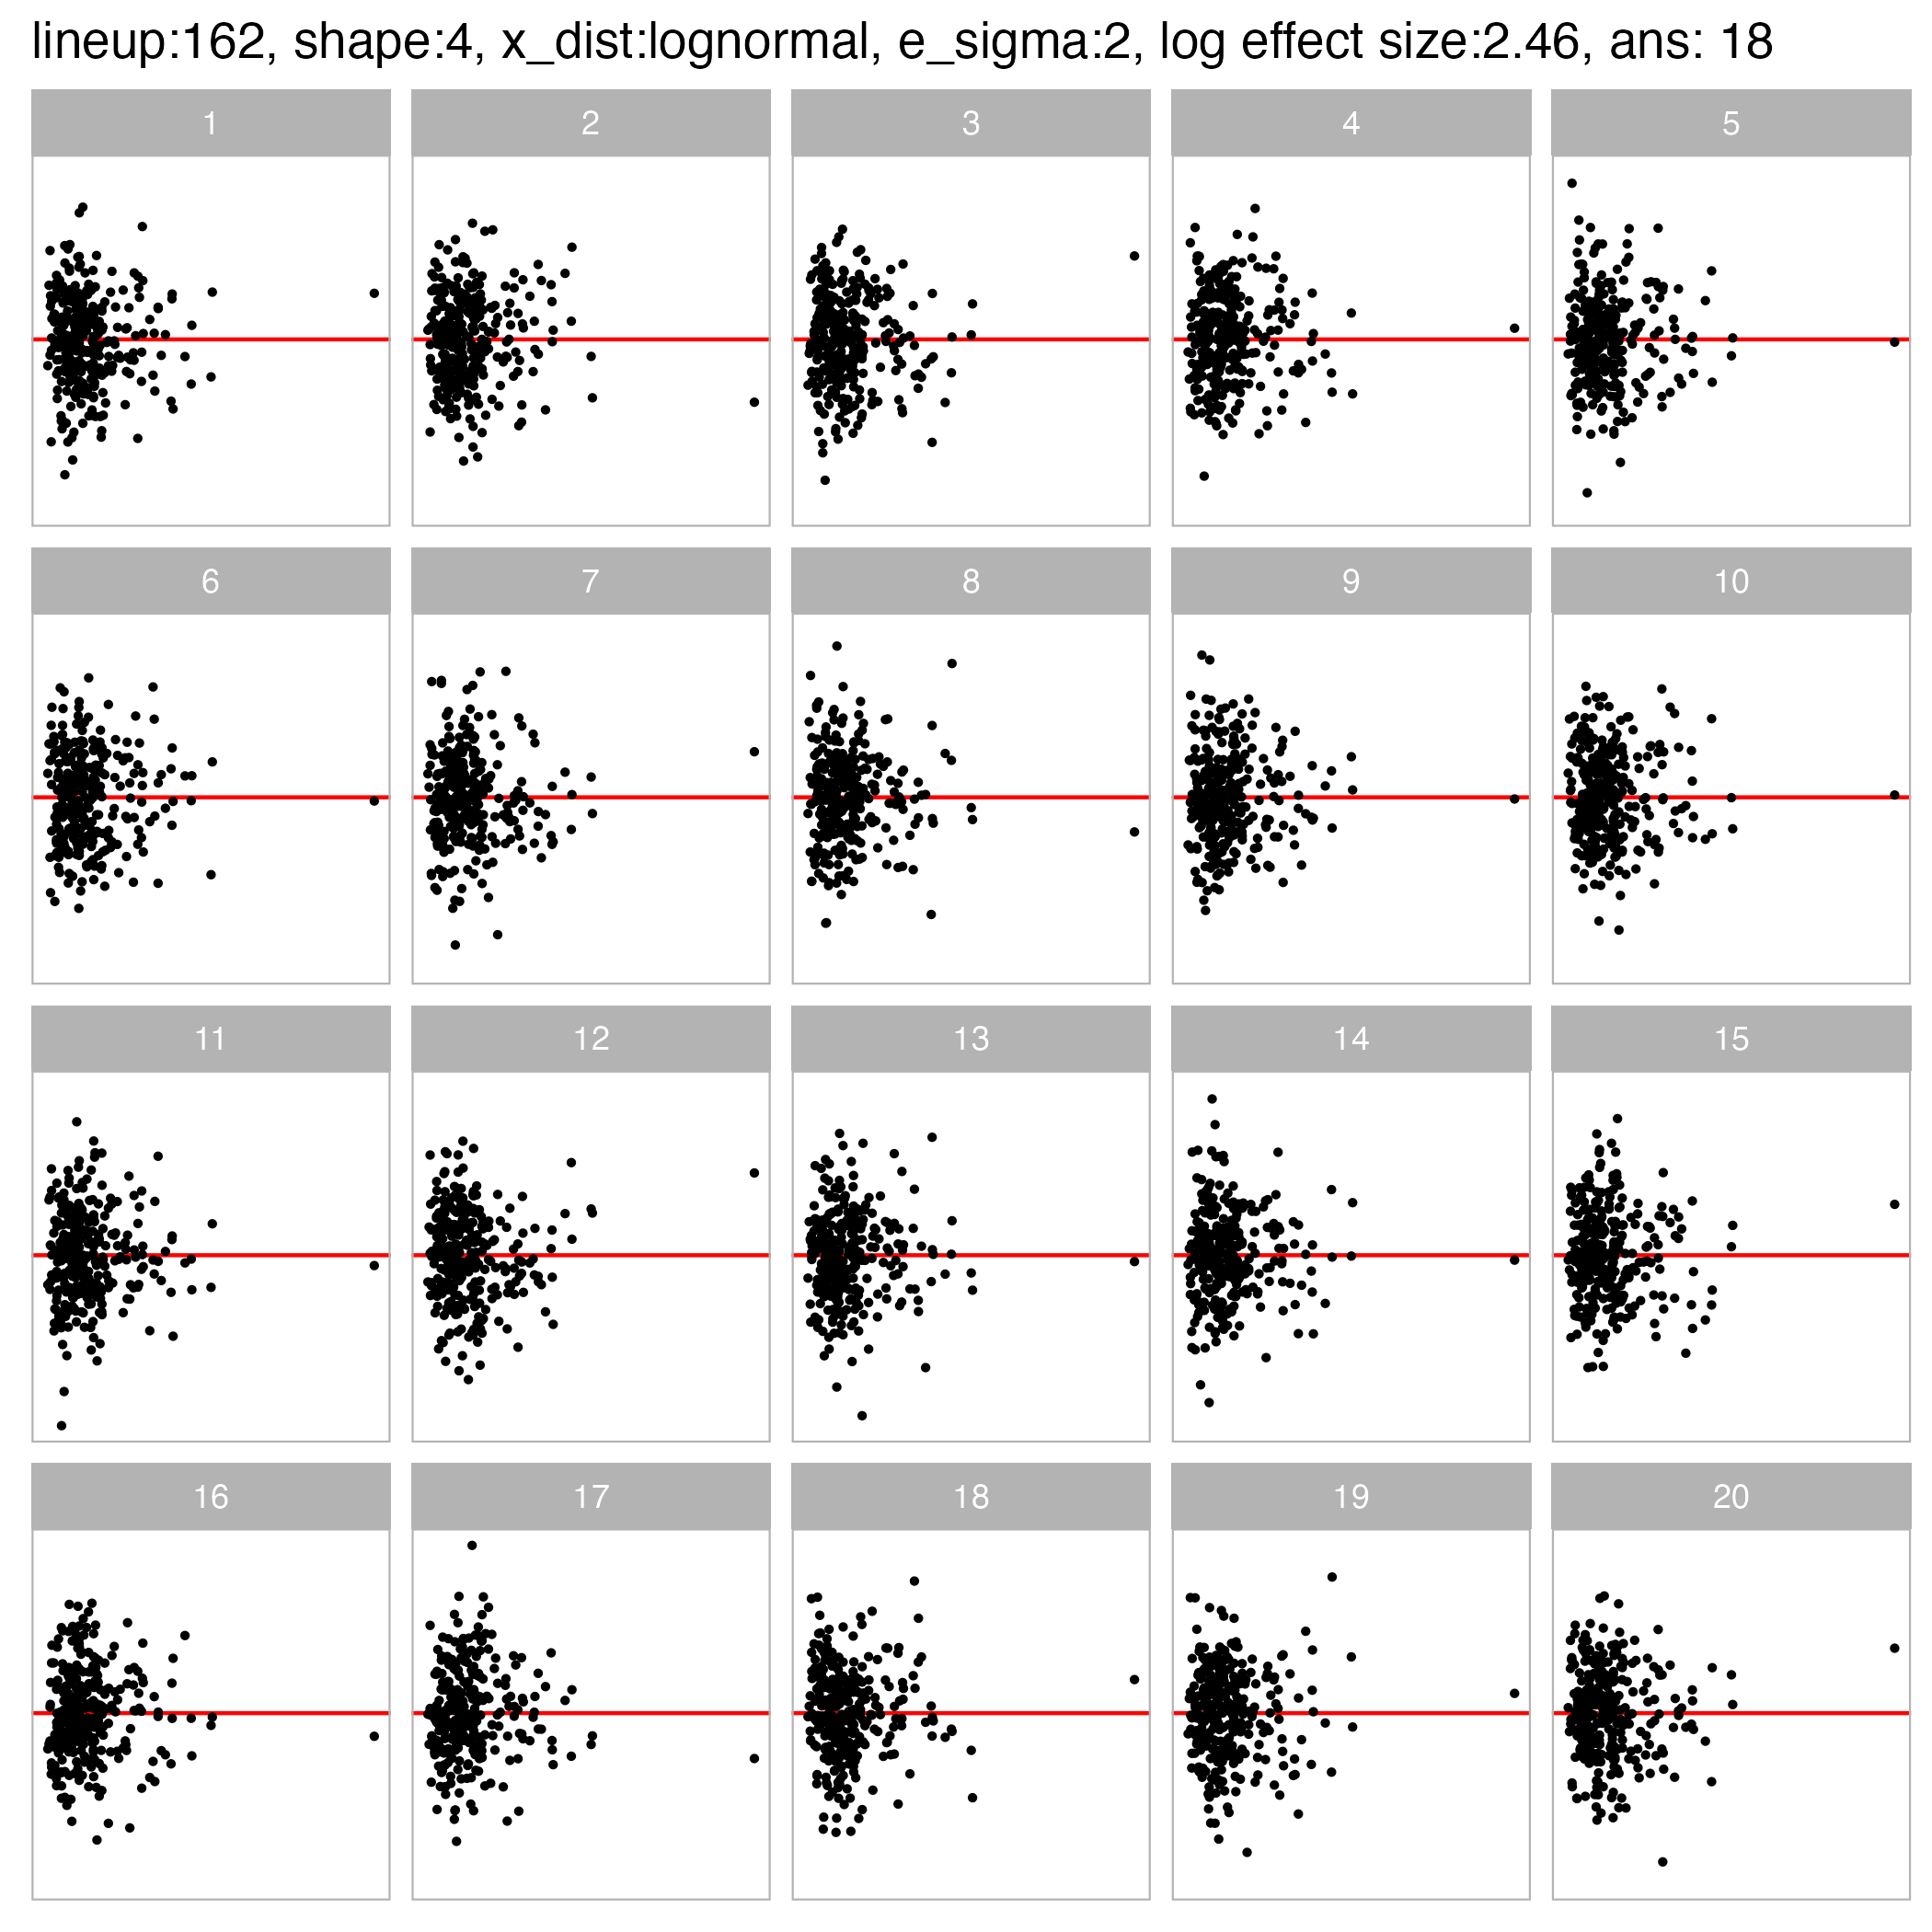 lineup:162, shape:4, x_dist:lognormal, e_sigma:2, log effect size:2.46, ans: 18
1 2 3 4 5
6 7 8 9 10
11 12 13 14 15
16 17 18 19 20